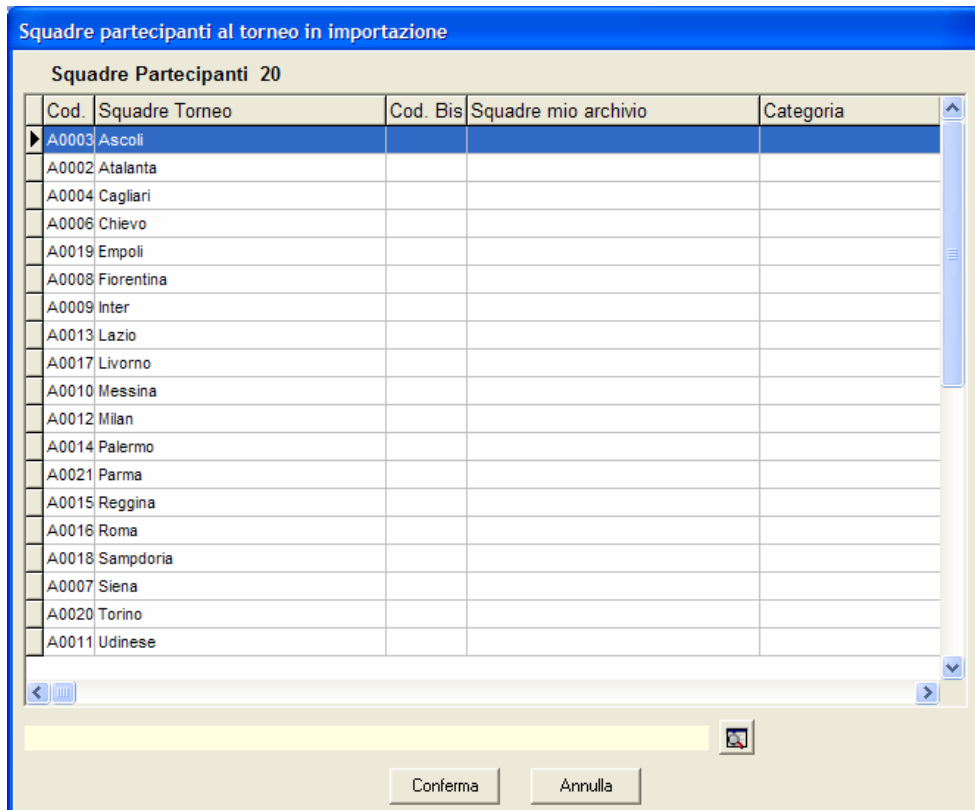 Squadre partecipanti al torneo in importazione
Squadre Partecipanti 20
Cod. Squadre Torneo Cod. Bis Squadre mio archivio Categoria
A0003 Ascoli
A0002 Atalanta
A0004 Cagliari
A0006 Chievo
A0019 Empoli
A0008 Fiorentina
A0009 Inter
A0013 Lazio
A0017 Livorno
A0010 Messina
A0012 Milan
A0014 Palermo
A0021 Parma
A0015 Reggina
A0016 Roma
A0018 Sampdoria
A0007 Siena
A0020 Torino
A0011 Udinese
Conferma Annulla